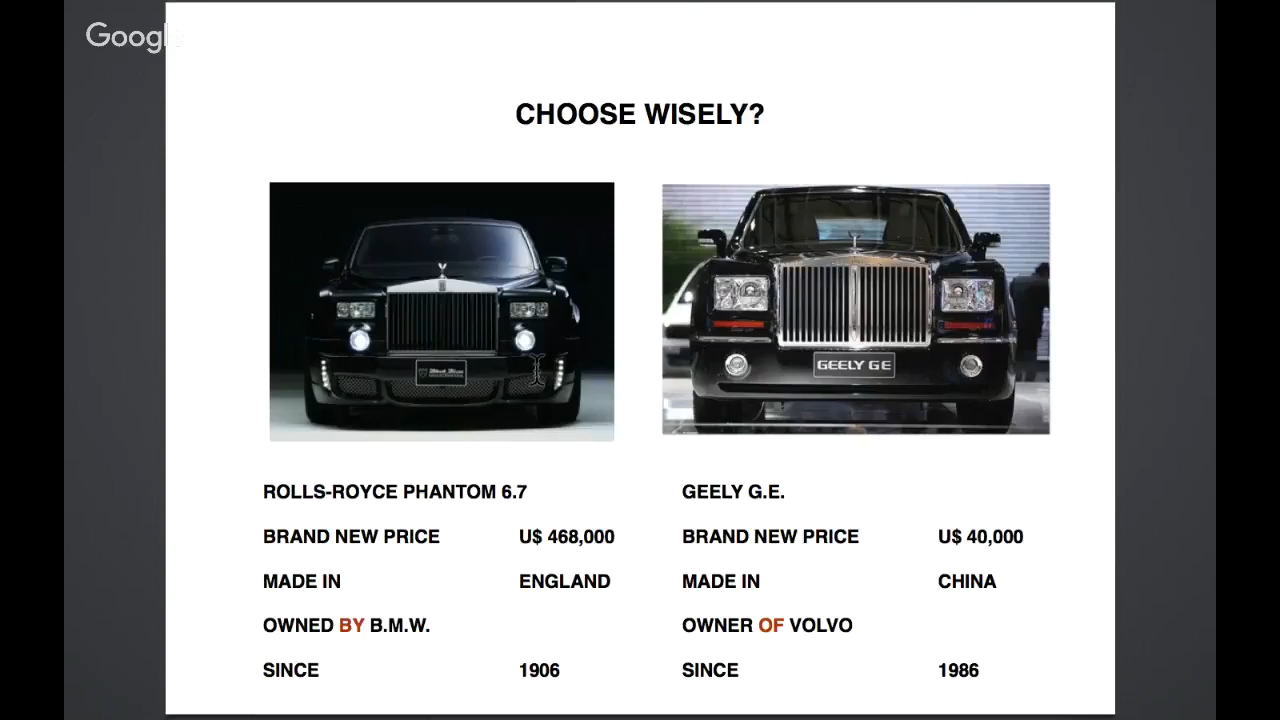 Googl
CHOOSE WISELY?
GEELY GE
ROLLS-ROYCE PHANTOM 6.7
BRAND NEW PRICE U$ 468,000
MADE IN ENGLAND
OWNED BY B.M.W.
SINCE 1906
GEELY G.E.
BRAND NEW PRICE U$ 40,000
MADE IN CHINA
OWNER OF VOLVO
SINCE 1986